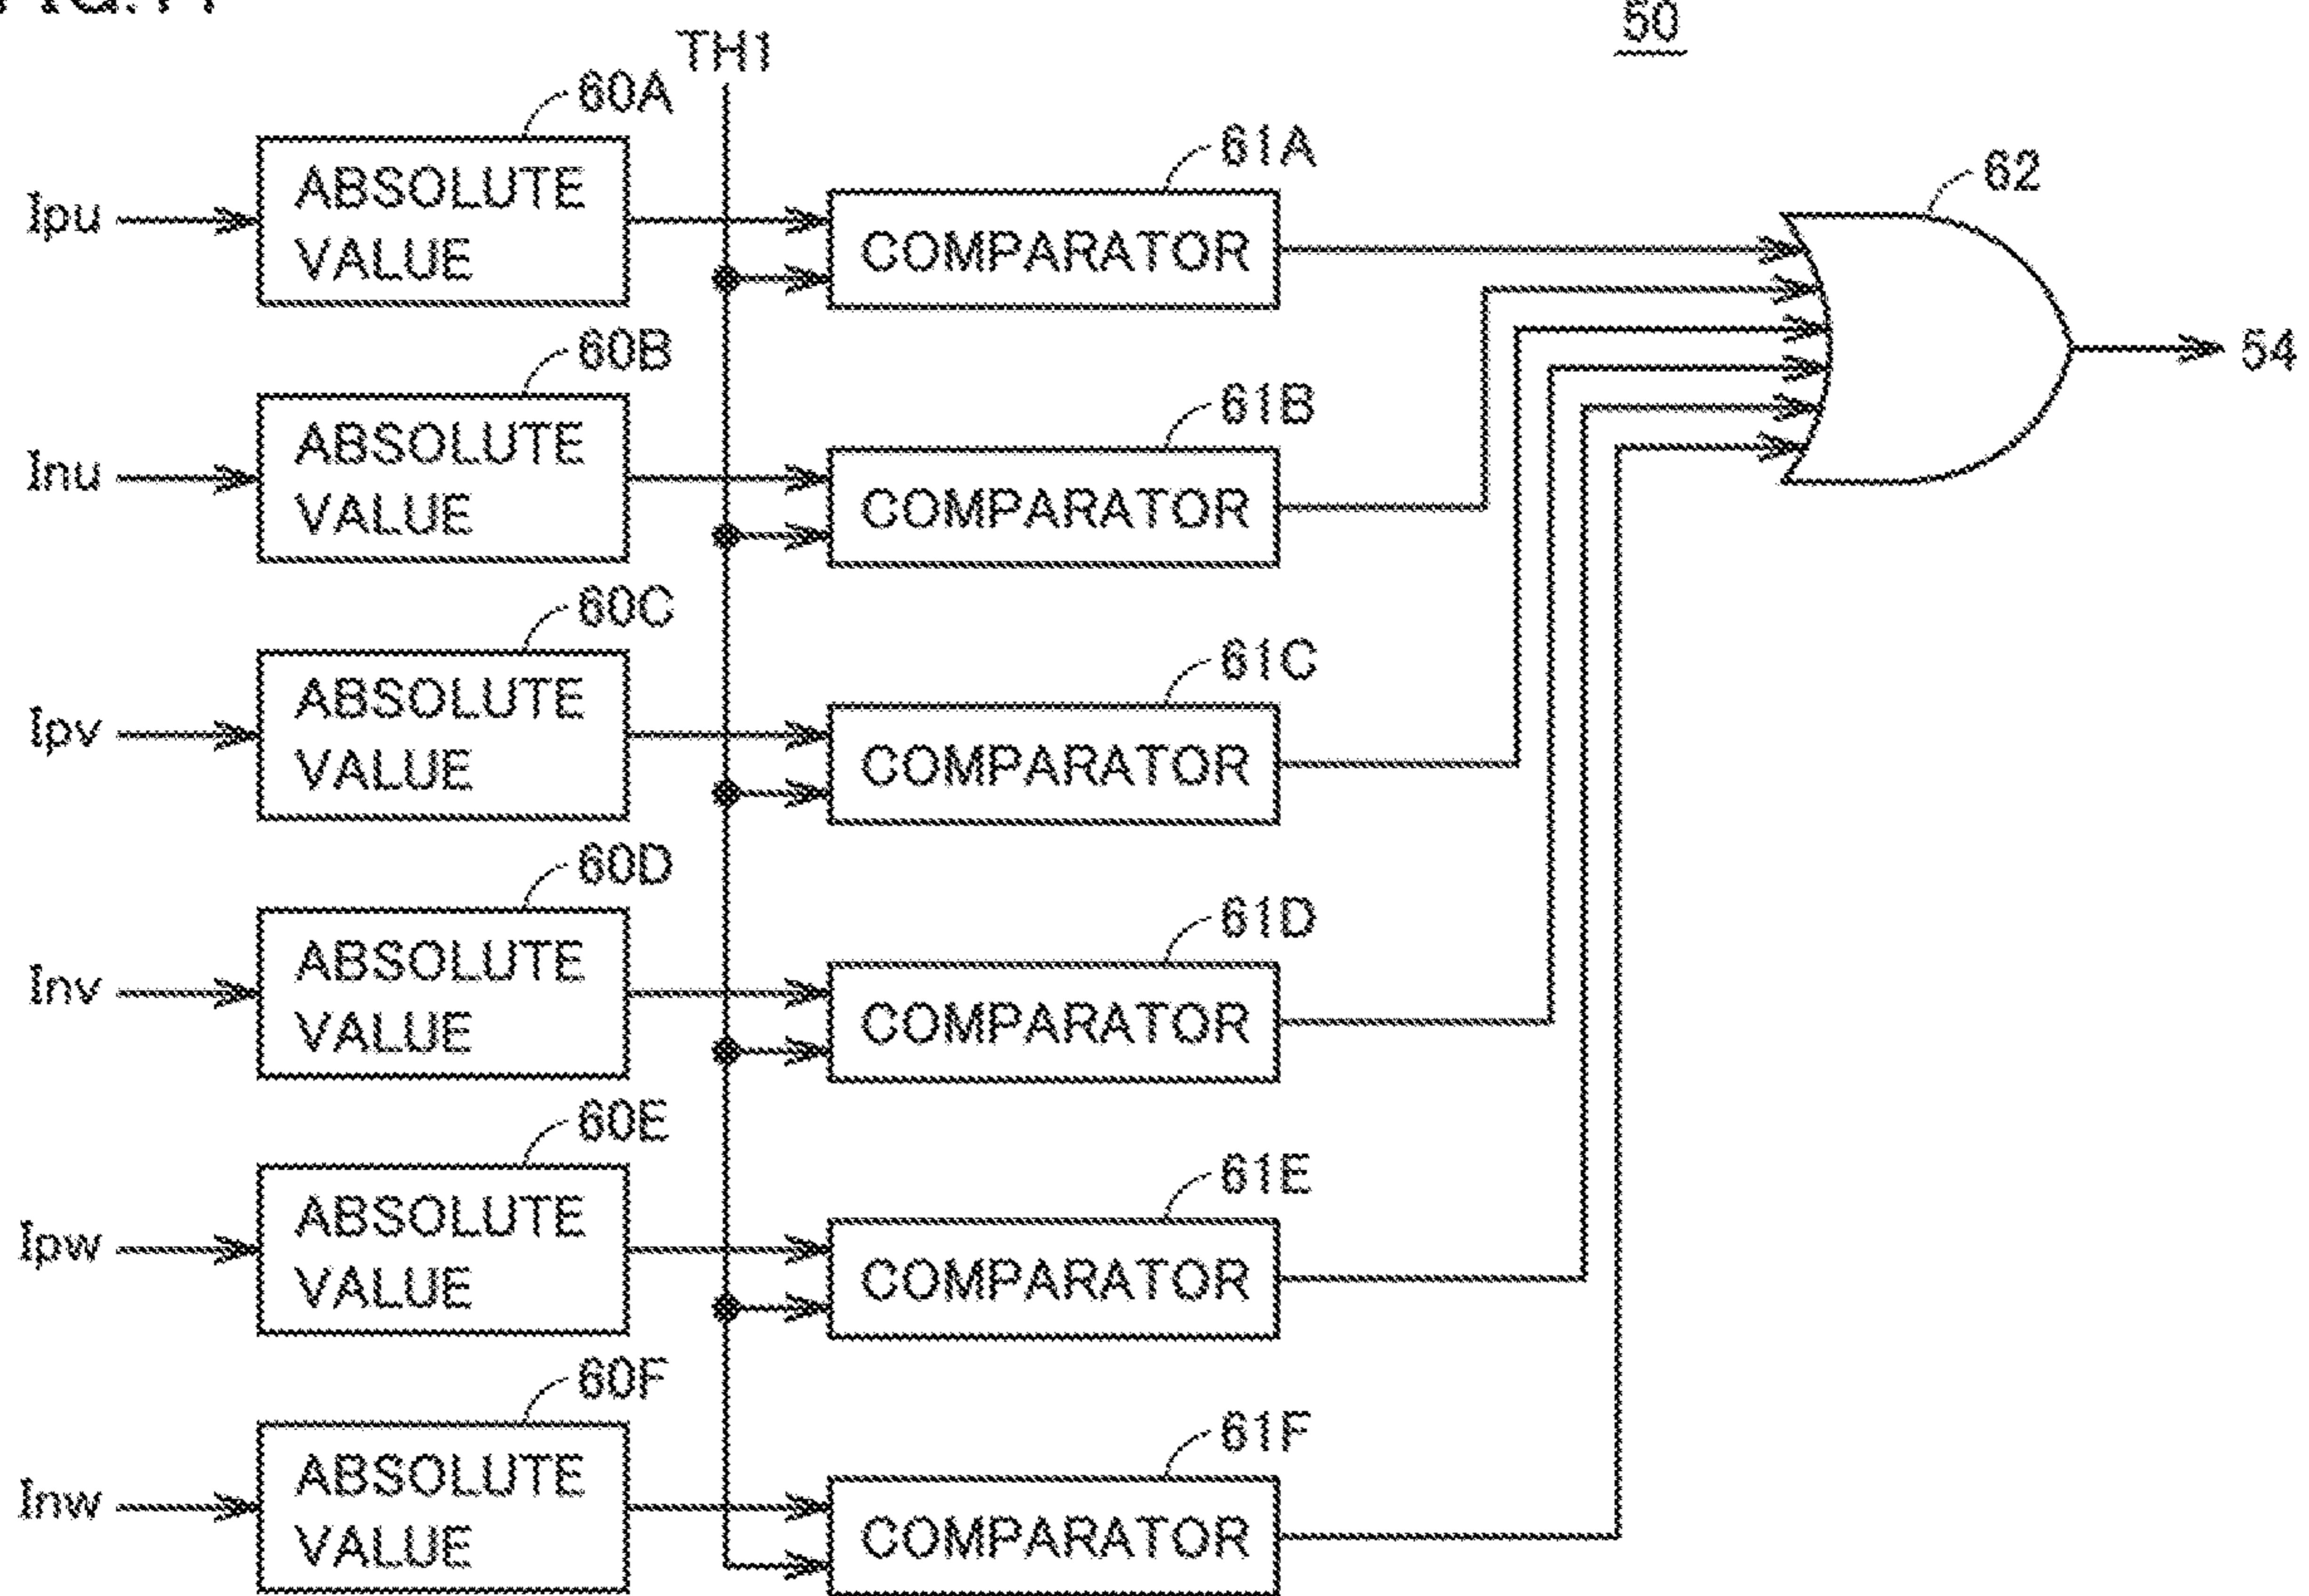 TH1
50
60A
61A
62
Ipu
ABSOLUTE
VALUE
COMPARATOR
54
60B
61B
Inu
ABSOLUTE
VALUE
COMPARATOR
60C
61C
Ipv
ABSOLUTE
VALUE
COMPARATOR
60D
61D
Inv
ABSOLUTE
VALUE
COMPARATOR
60E
61E
Ipw
ABSOLUTE
VALUE
COMPARATOR
60F
61F
Inw
ABSOLUTE
VALUE
COMPARATOR